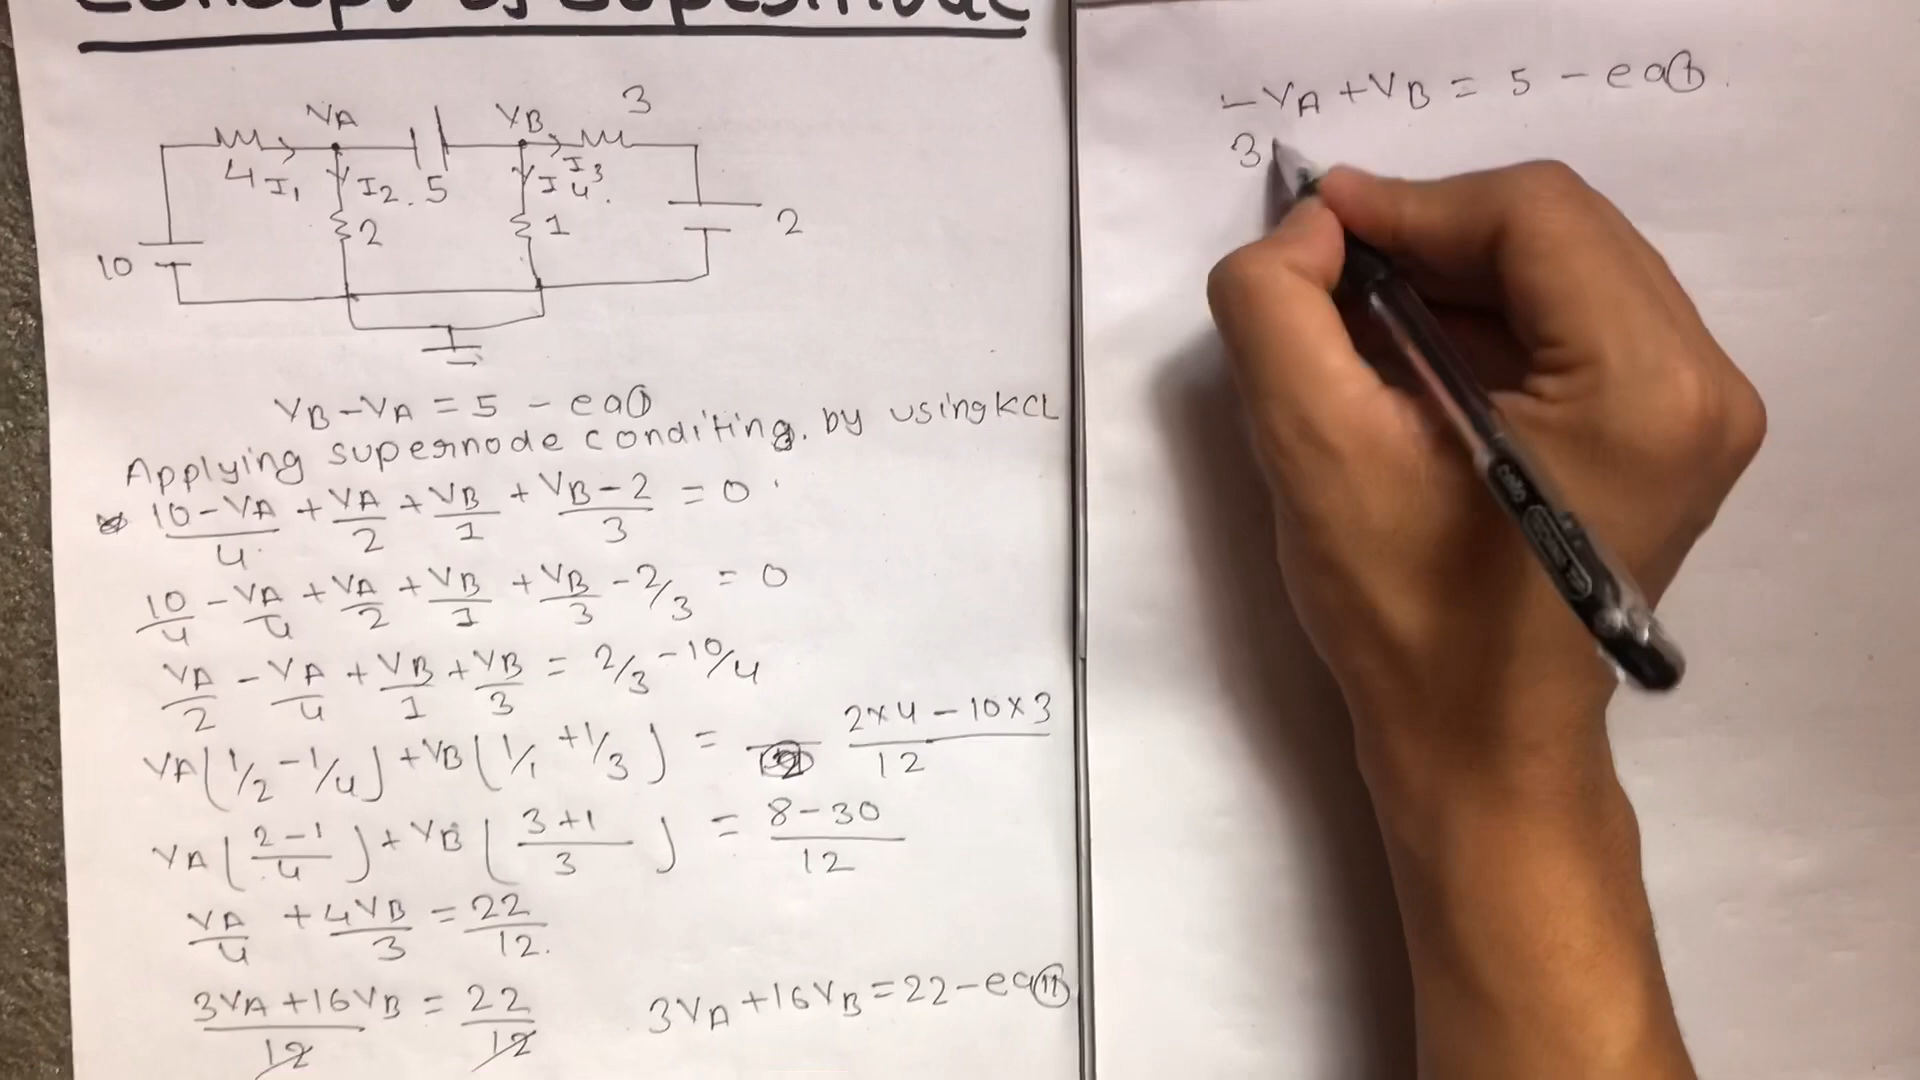 Concept of Supernode
VA VB 3
4 I1 I2. 5 I3
I4.
2 1 2
10
VB-VA = 5 - eq①
Applying supernode conditing. by using KCL
10-VA/4 + VA/2 + VB/1 + VB-2/3 = 0
10/4 - VA/4 + VA/2 + VB/1 + VB/3 - 2/3 = 0
VA/2 - VA/4 + VB/1 + VB/3 = 2/3 - 10/4
VA(1/2 - 1/4) + VB(1/1 + 1/3) = 2×4 - 10×3/12
VA(2-1/4) + VB(3+1/3) = 8-30/12
VA/4 + 4VB/3 = 22/12.
3VA+16VB/12 = 22/12
3VA+16VB=22-eq⑪
-VA+VB = 5 - eq①.
3
cello